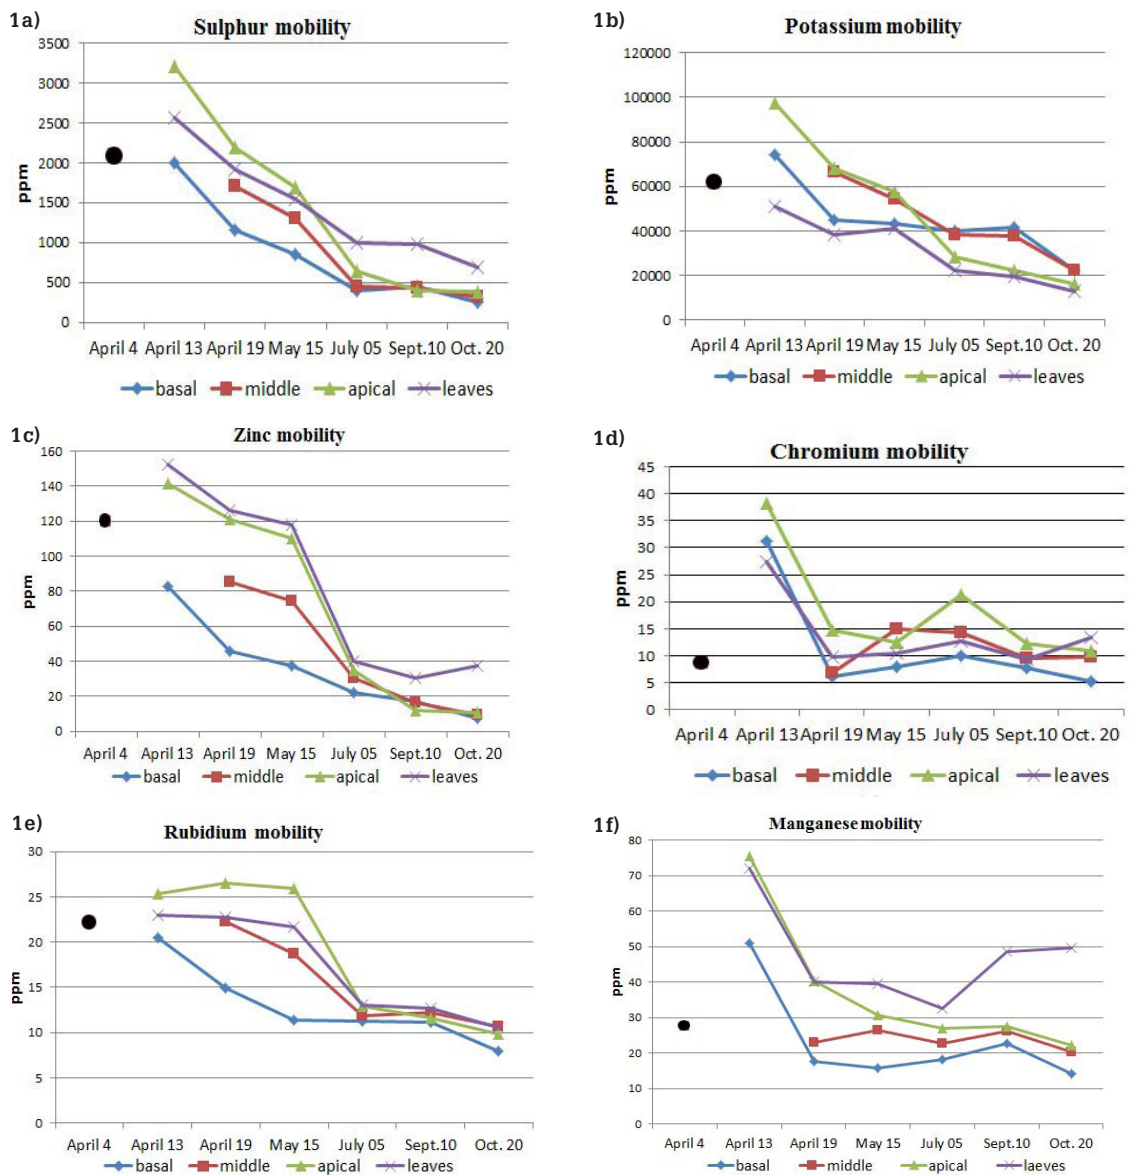 1a)
Sulphur mobility
3500
3000
2500
2000
1500
1000
500
0
ppm
April 4 April 13 April 19 May 15 July 05 Sept.10 Oct. 20
basal middle apical leaves
1b)
Potassium mobility
120000
100000
80000
60000
40000
20000
0
ppm
April 4 April 13 April 19 May 15 July 05 Sept.10 Oct. 20
basal middle apical leaves
1c)
Zinc mobility
160
140
120
100
80
60
40
20
0
ppm
April 4 April 13 April 19 May 15 July 05 Sept.10 Oct. 20
basal middle apical leaves
1d)
Chromium mobility
45
40
35
30
25
20
15
10
5
0
ppm
April 4 April 13 April 19 May 15 July 05 Sept.10 Oct. 20
basal middle apical leaves
1e)
Rubidium mobility
30
25
20
15
10
5
0
ppm
April 4 April 13 April 19 May 15 July 05 Sept.10 Oct. 20
basal middle apical leaves
1f)
Manganese mobility
80
70
60
50
40
30
20
10
0
ppm
April 4 April 13 April 19 May 15 July 05 Sept.10 Oct. 20
basal middle apical laeves